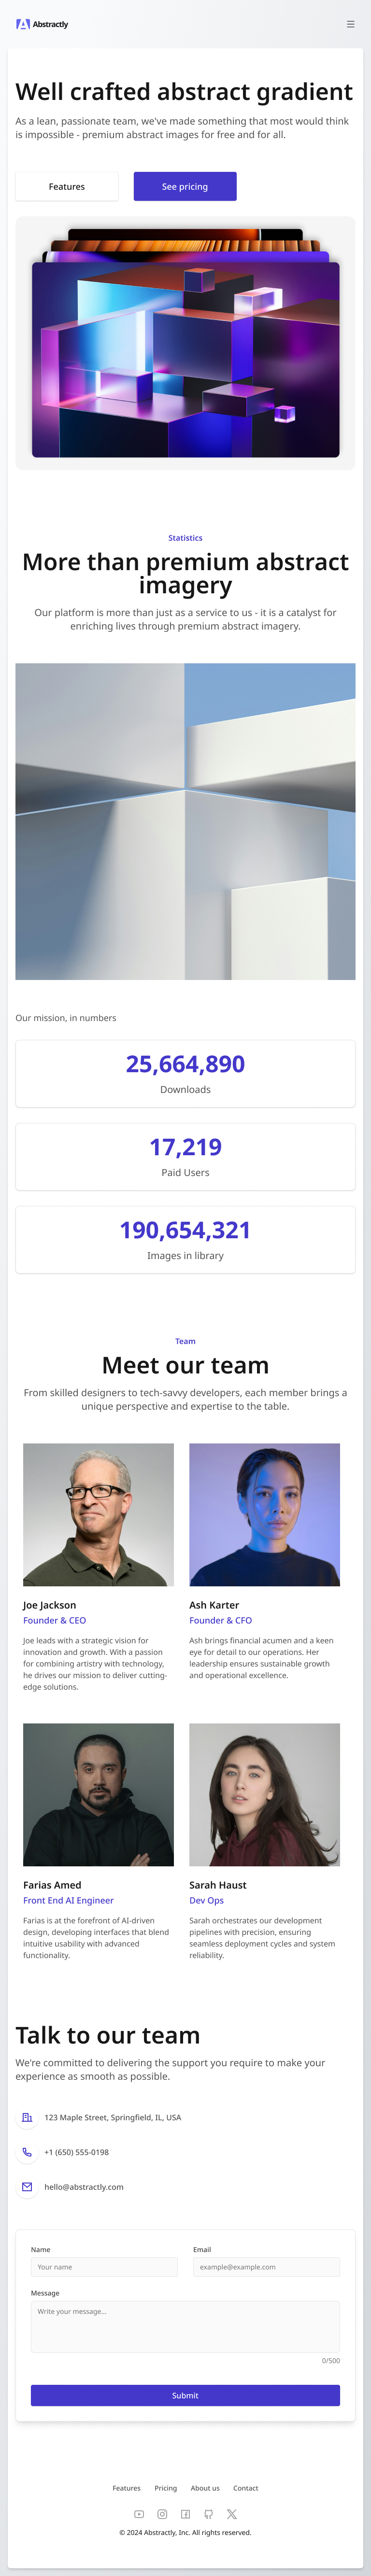 Abstractly
Well crafted abstract gradient
As a lean, passionate team, we've made something that most would think
is impossible - premium abstract images for free and for all.
Features
See pricing
Statistics
More than premium abstract
imagery
Our platform is more than just as a service to us - it is a catalyst for
enriching lives through premium abstract imagery.
Our mission, in numbers
25,664,890
Downloads
17,219
Paid Users
190,654,321
Images in library
Team
Meet our team
From skilled designers to tech-savvy developers, each member brings a
unique perspective and expertise to the table.
Joe Jackson
Founder & CEO
Joe leads with a strategic vision for
innovation and growth. With a passion
for combining artistry with technology,
he drives our mission to deliver cutting-
edge solutions.
Ash Karter
Founder & CFO
Ash brings financial acumen and a keen
eye for detail to our operations. Her
leadership ensures sustainable growth
and operational excellence.
Farias Amed
Front End AI Engineer
Farias is at the forefront of AI-driven
design, developing interfaces that blend
intuitive usability with advanced
functionality.
Sarah Haust
Dev Ops
Sarah orchestrates our development
pipelines with precision, ensuring
seamless deployment cycles and system
reliability.
Talk to our team
We're committed to delivering the support you require to make your
experience as smooth as possible.
123 Maple Street, Springfield, IL, USA
+1 (650) 555-0198
hello@abstractly.com
Name
Your name
Email
example@example.com
Message
Write your message...
0/500
Submit
Features
Pricing
About us
Contact
© 2024 Abstractly, Inc. All rights reserved.